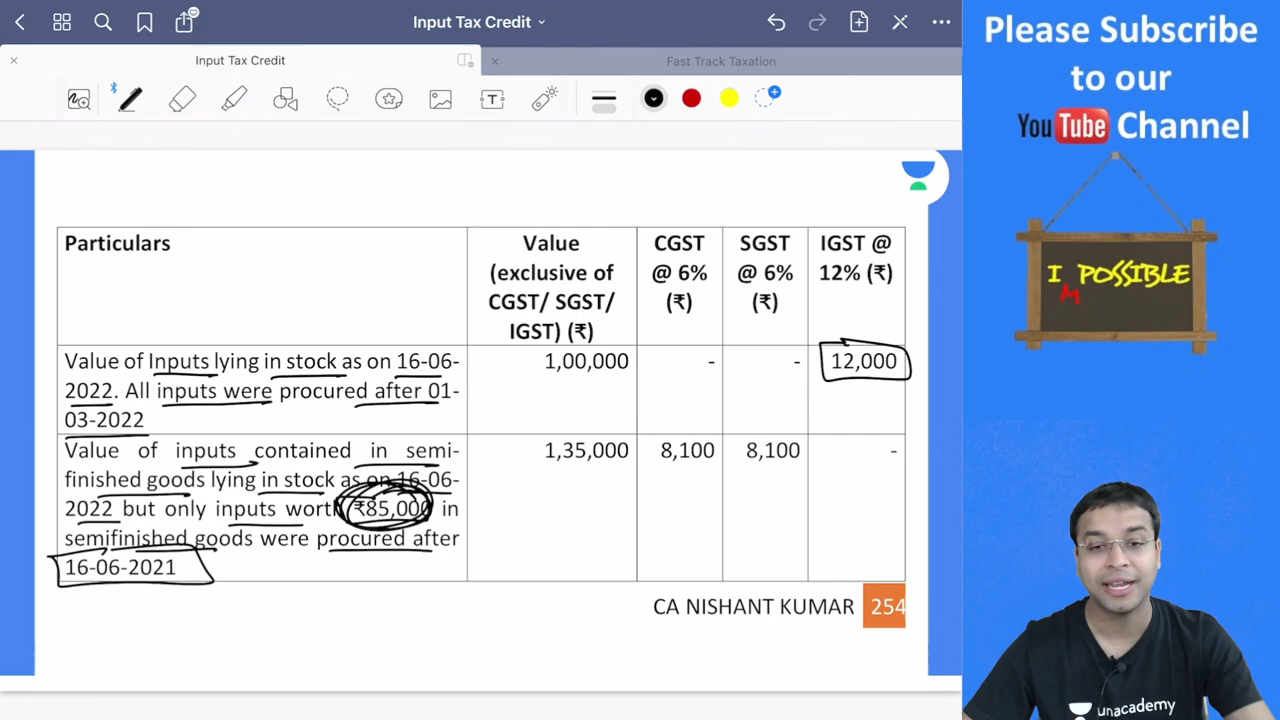 Input Tax Credit
Input Tax Credit
Fast Track Taxation
T
Please Subscribe
to our
YouTube Channel
I POSSIBLE
M
Particulars
Value
(exclusive of
CGST/ SGST/
IGST) (₹)
CGST
@ 6%
(₹)
SGST
@ 6%
(₹)
IGST @
12% (₹)
Value of Inputs lying in stock as on 16-06-
2022. All inputs were procured after 01-
03-2022
1,00,000
-
-
12,000
Value of inputs contained in semi-
finished goods lying in stock as on 16-06-
2022 but only inputs worth ₹85,000 in
semifinished goods were procured after
16-06-2021
1,35,000
8,100
8,100
-
CA NISHANT KUMAR
254
unacademy